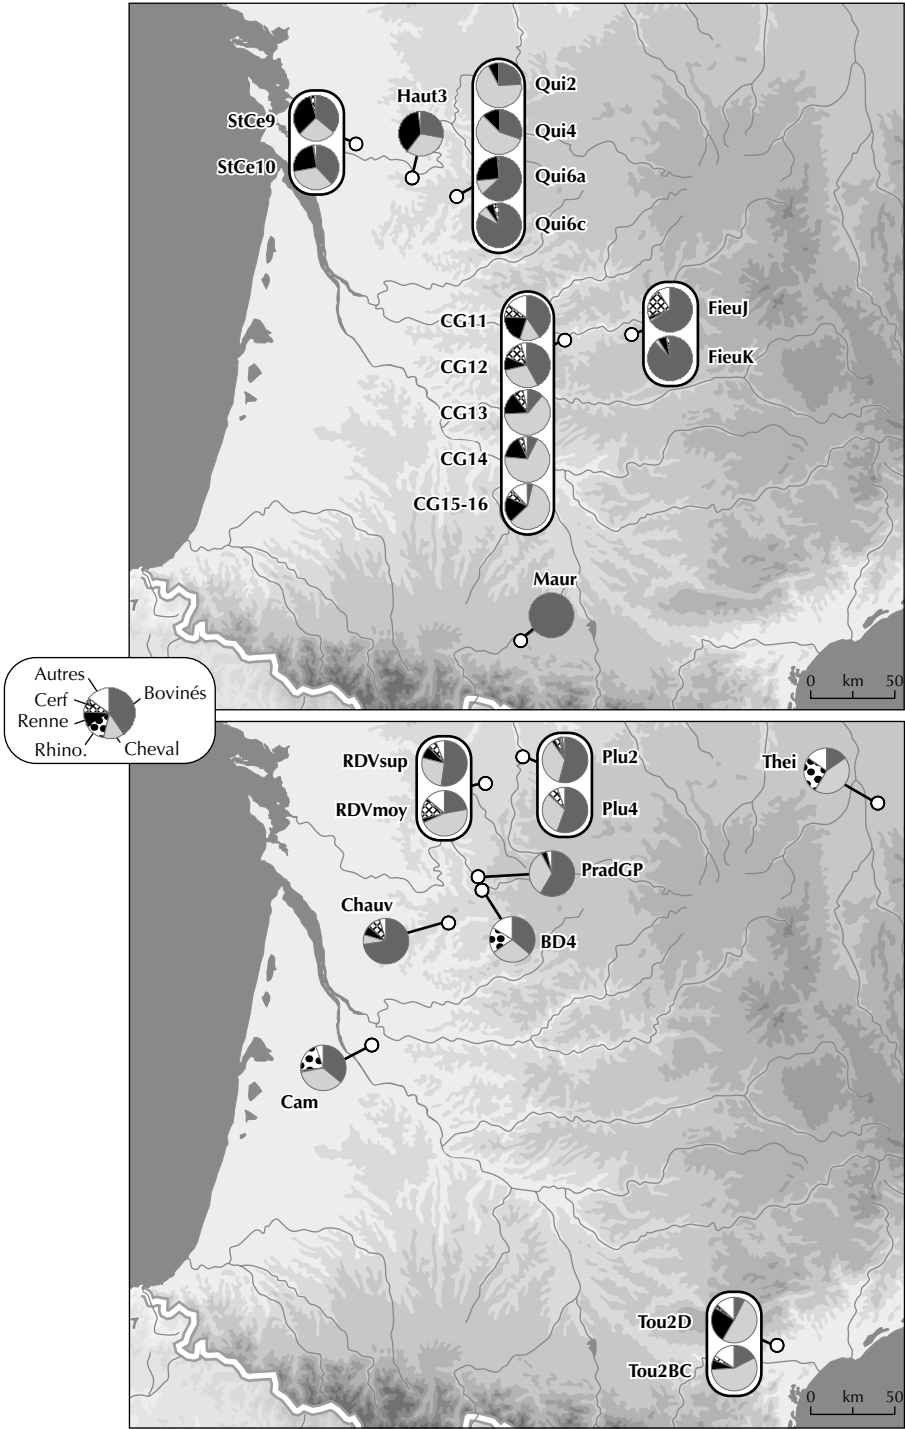 Haut3
Qui2
StCe9
Qui4
StCe10
Qui6a
Qui6c
CG11
FieuJ
CG12
FieuK
CG13
CG14
CG15-16
Maur
0 km 50
Autres
Cerf
Bovinés
Renne
Rhino.
Cheval
RDVsup
Plu2
Thei
RDVmoy
Plu4
PradGP
Chauv
BD4
Cam
Tou2D
Tou2BC
0 km 50